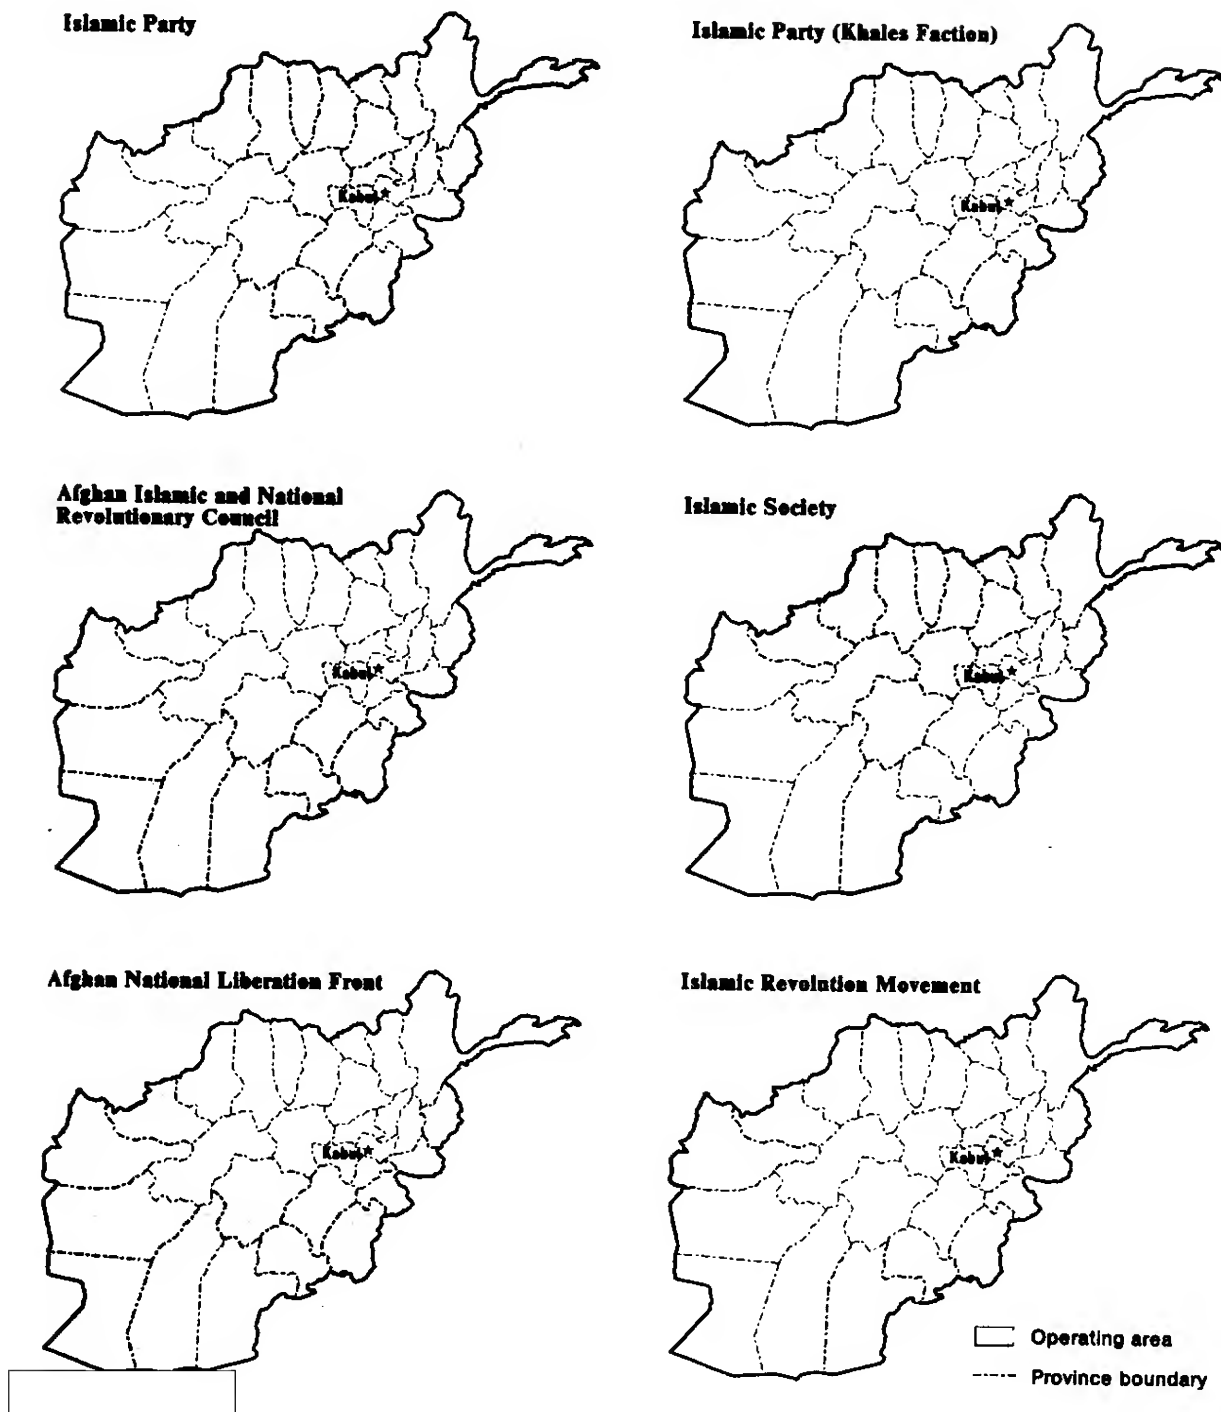 Islamic Party
Islamic Party (Khales Faction)
Kabul
Kabul
Afghan Islamic and National
Revolutionary Council
Islamic Society
Kabul
Kabul
Afghan National Liberation Front
Islamic Revolution Movement
Kabul
Kabul
Operating area
Province boundary